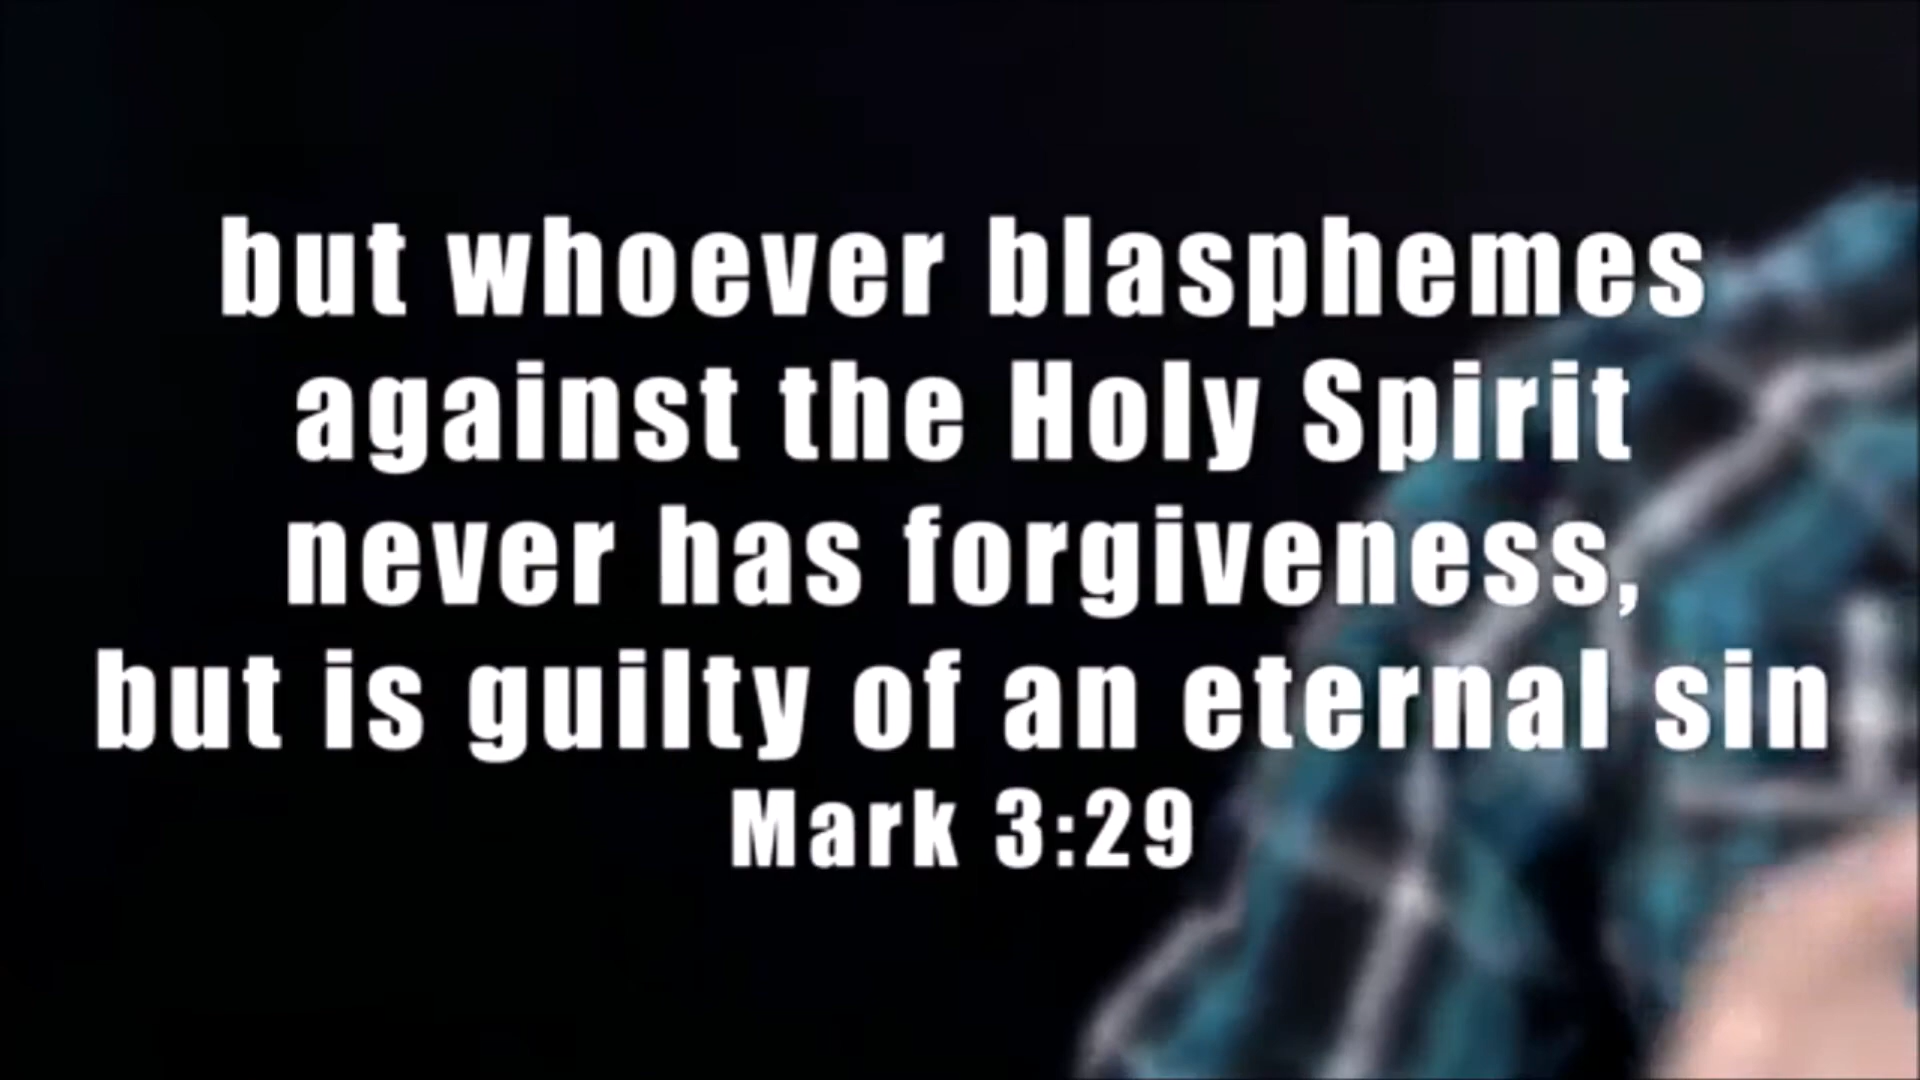 but whoever blasphemes
against the Holy Spirit
never has forgiveness,
but is guilty of an eternal sin
Mark 3:29